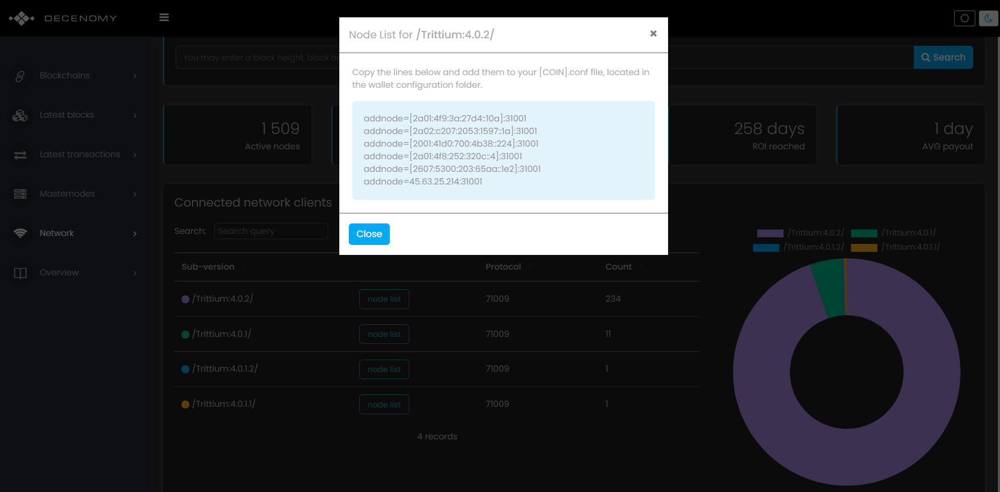 DECENOMY
Node List for /Trittium:4.0.2/
Copy the lines below and add them to your [COIN].conf file, located in
the wallet configuration folder.
addnode=[2a01:4f9:3a:27d4::10a]:31001
addnode=[2a02:c207:2053:1597::1a]:31001
addnode=[2001:41d0:700:4b38::224]:31001
addnode=[2a01:4f8:252:320c::4]:31001
addnode=[2607:5300:203:65aa::1e2]:31001
addnode=45.63.25.214:31001
Close
You may enter a block height, block
Search
Blockchains
Latest blocks
Latest transactions
Masternodes
Network
Overview
1 509
Active nodes
258 days
ROI reached
1 day
AVG payout
Connected network clients
Search: Search query
Sub-version Protocol Count
/Trittium:4.0.2/ node list 71009 234
/Trittium:4.0.1/ node list 71009 11
/Trittium:4.0.1.2/ node list 71009 1
/Trittium:4.0.1.1/ node list 71009 1
4 records
/Trittium:4.0.2/ /Trittium:4.0.1/
/Trittium:4.0.1.2/ /Trittium:4.0.1.1/